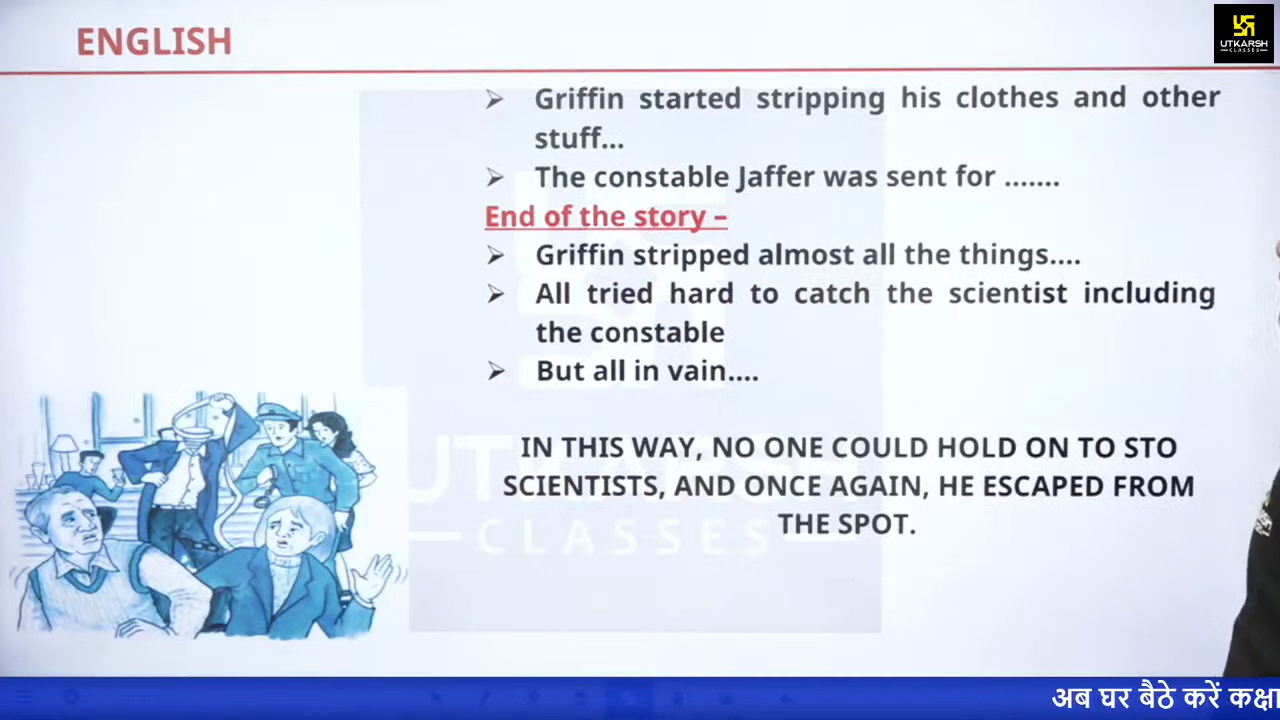 ENGLISH
UTKARSH
CLASSES
➢ Griffin started stripping his clothes and other
stuff...
➢ The constable Jaffer was sent for .......
End of the story –
➢ Griffin stripped almost all the things....
➢ All tried hard to catch the scientist including
the constable
➢ But all in vain....
IN THIS WAY, NO ONE COULD HOLD ON TO STO
SCIENTISTS, AND ONCE AGAIN, HE ESCAPED FROM
THE SPOT.
UTKARSH
CLASSES
अब घर बैठे करें कक्षा